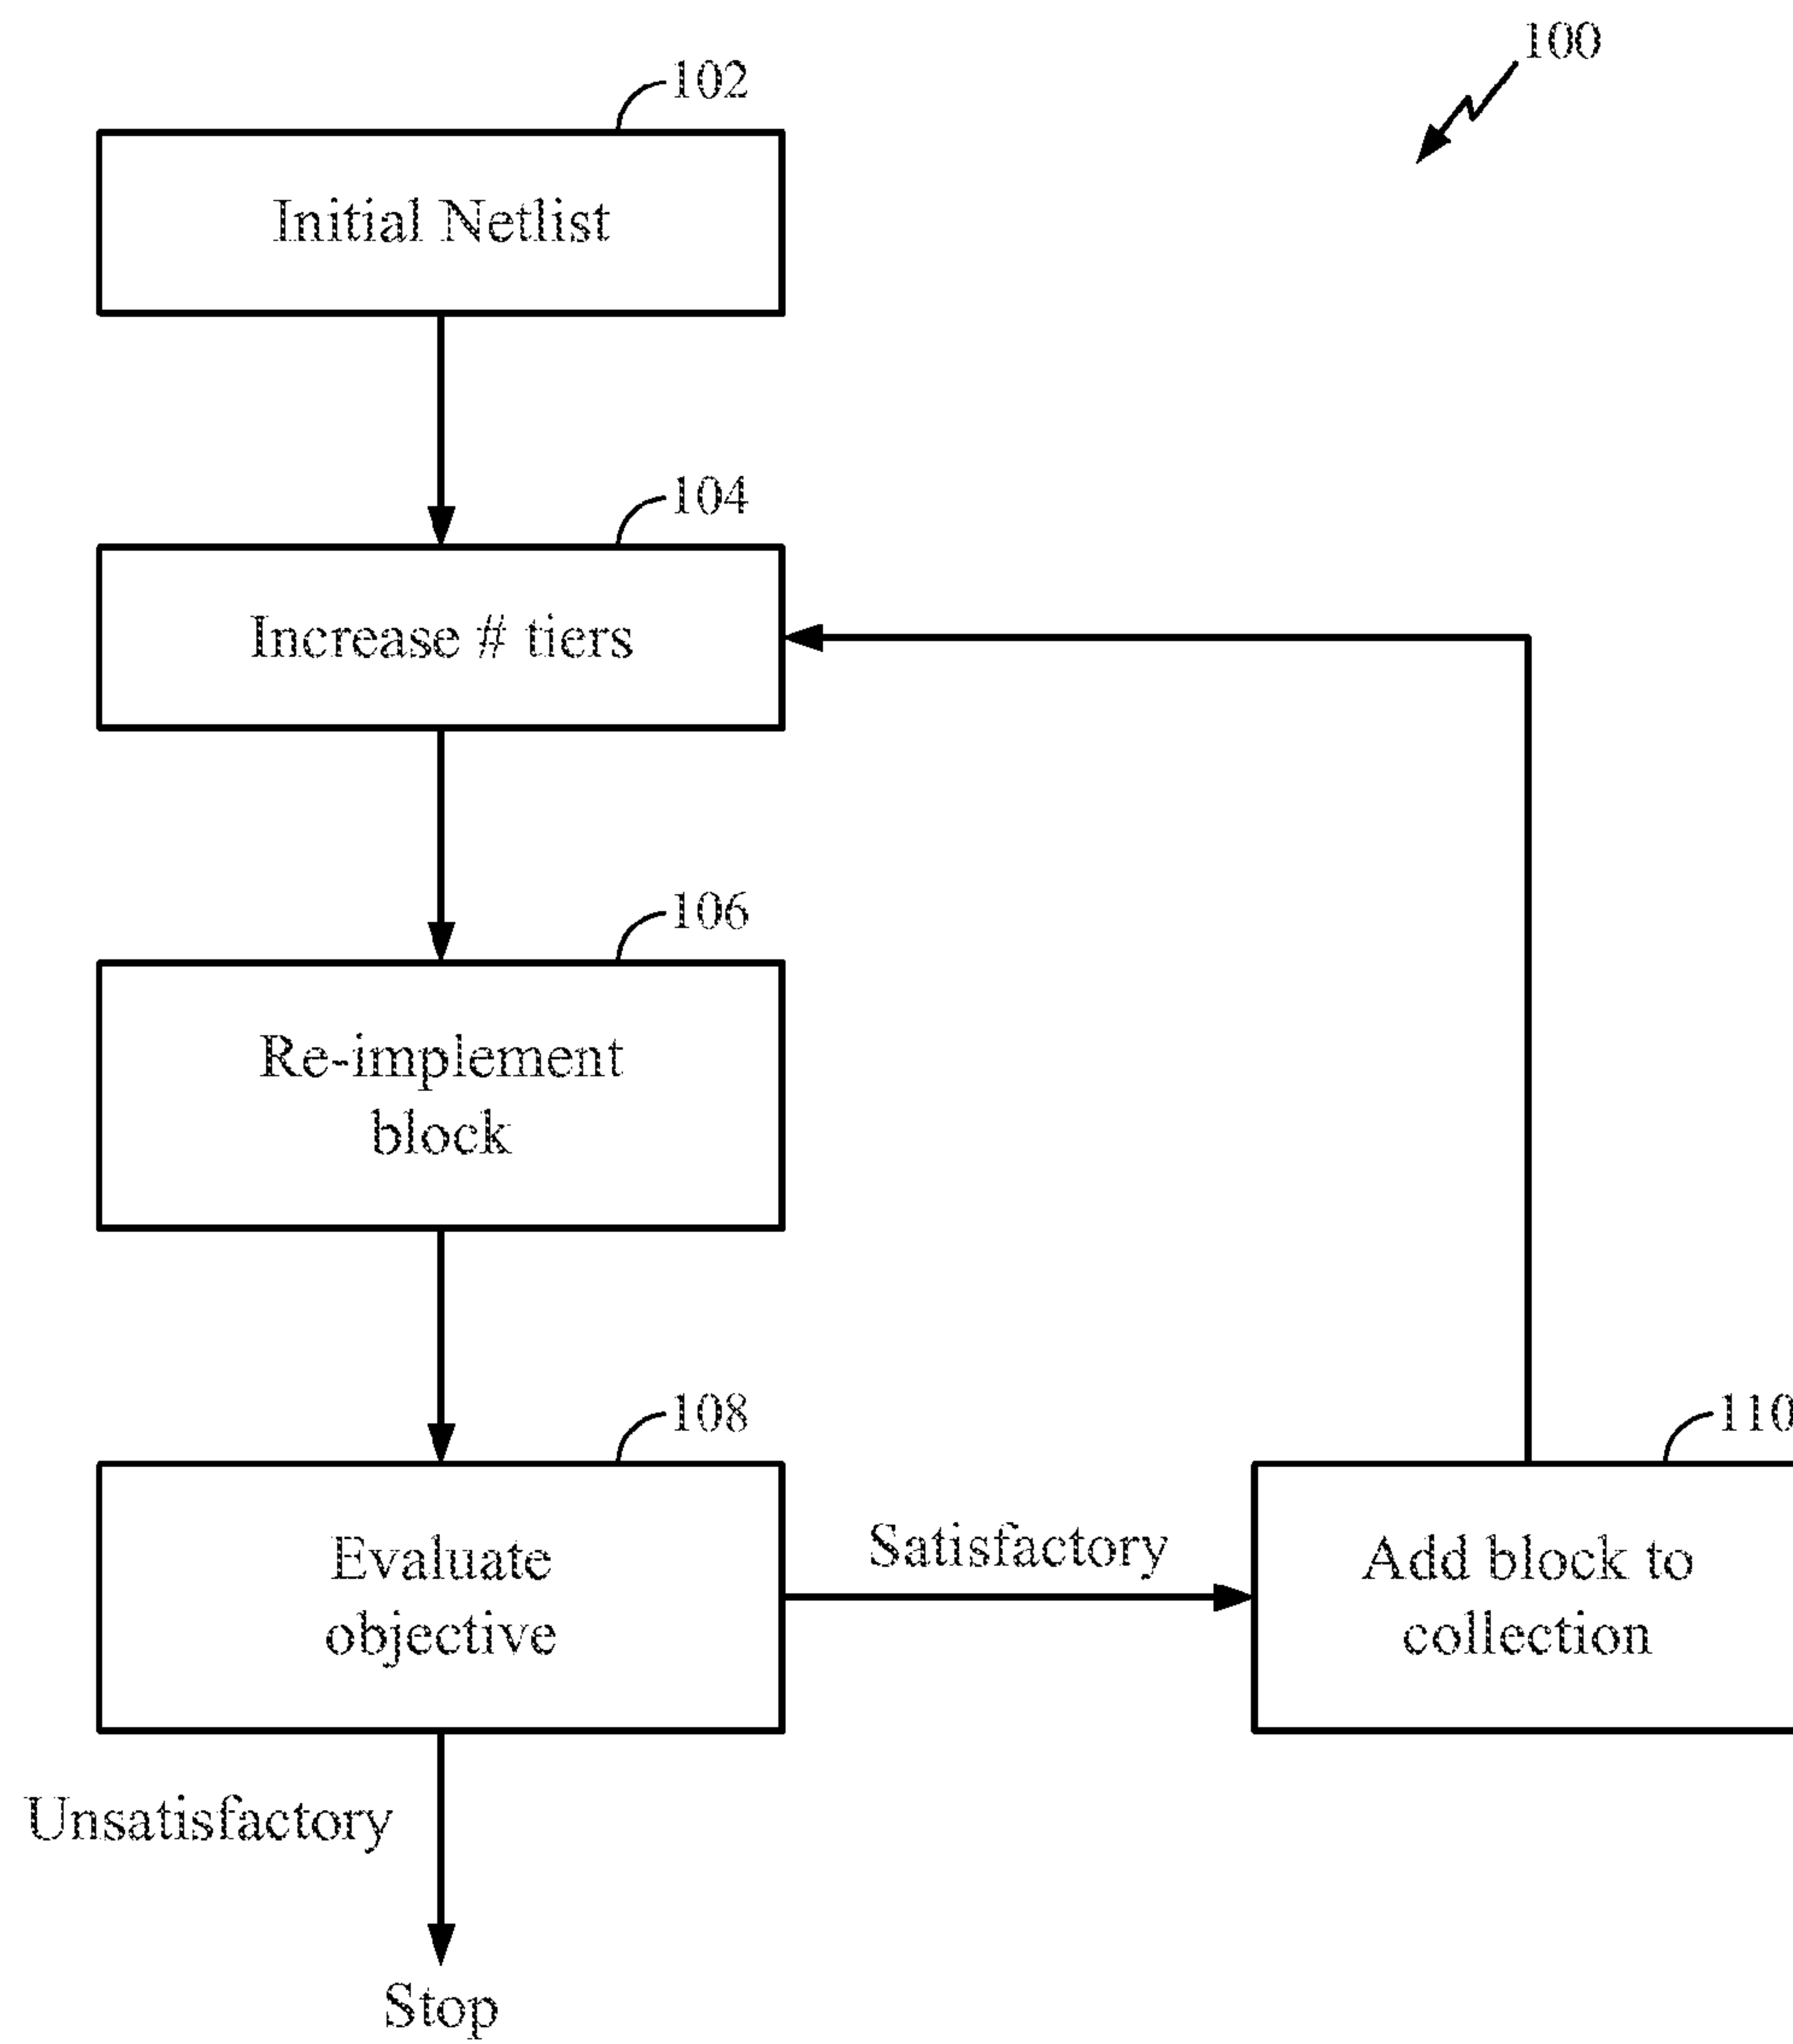 100
102
Initial Netlist
104
Increase # tiers
106
Re-implement
block
108
Evaluate
objective
Satisfactory
110
Add block to
collection
Unsatisfactory
Stop